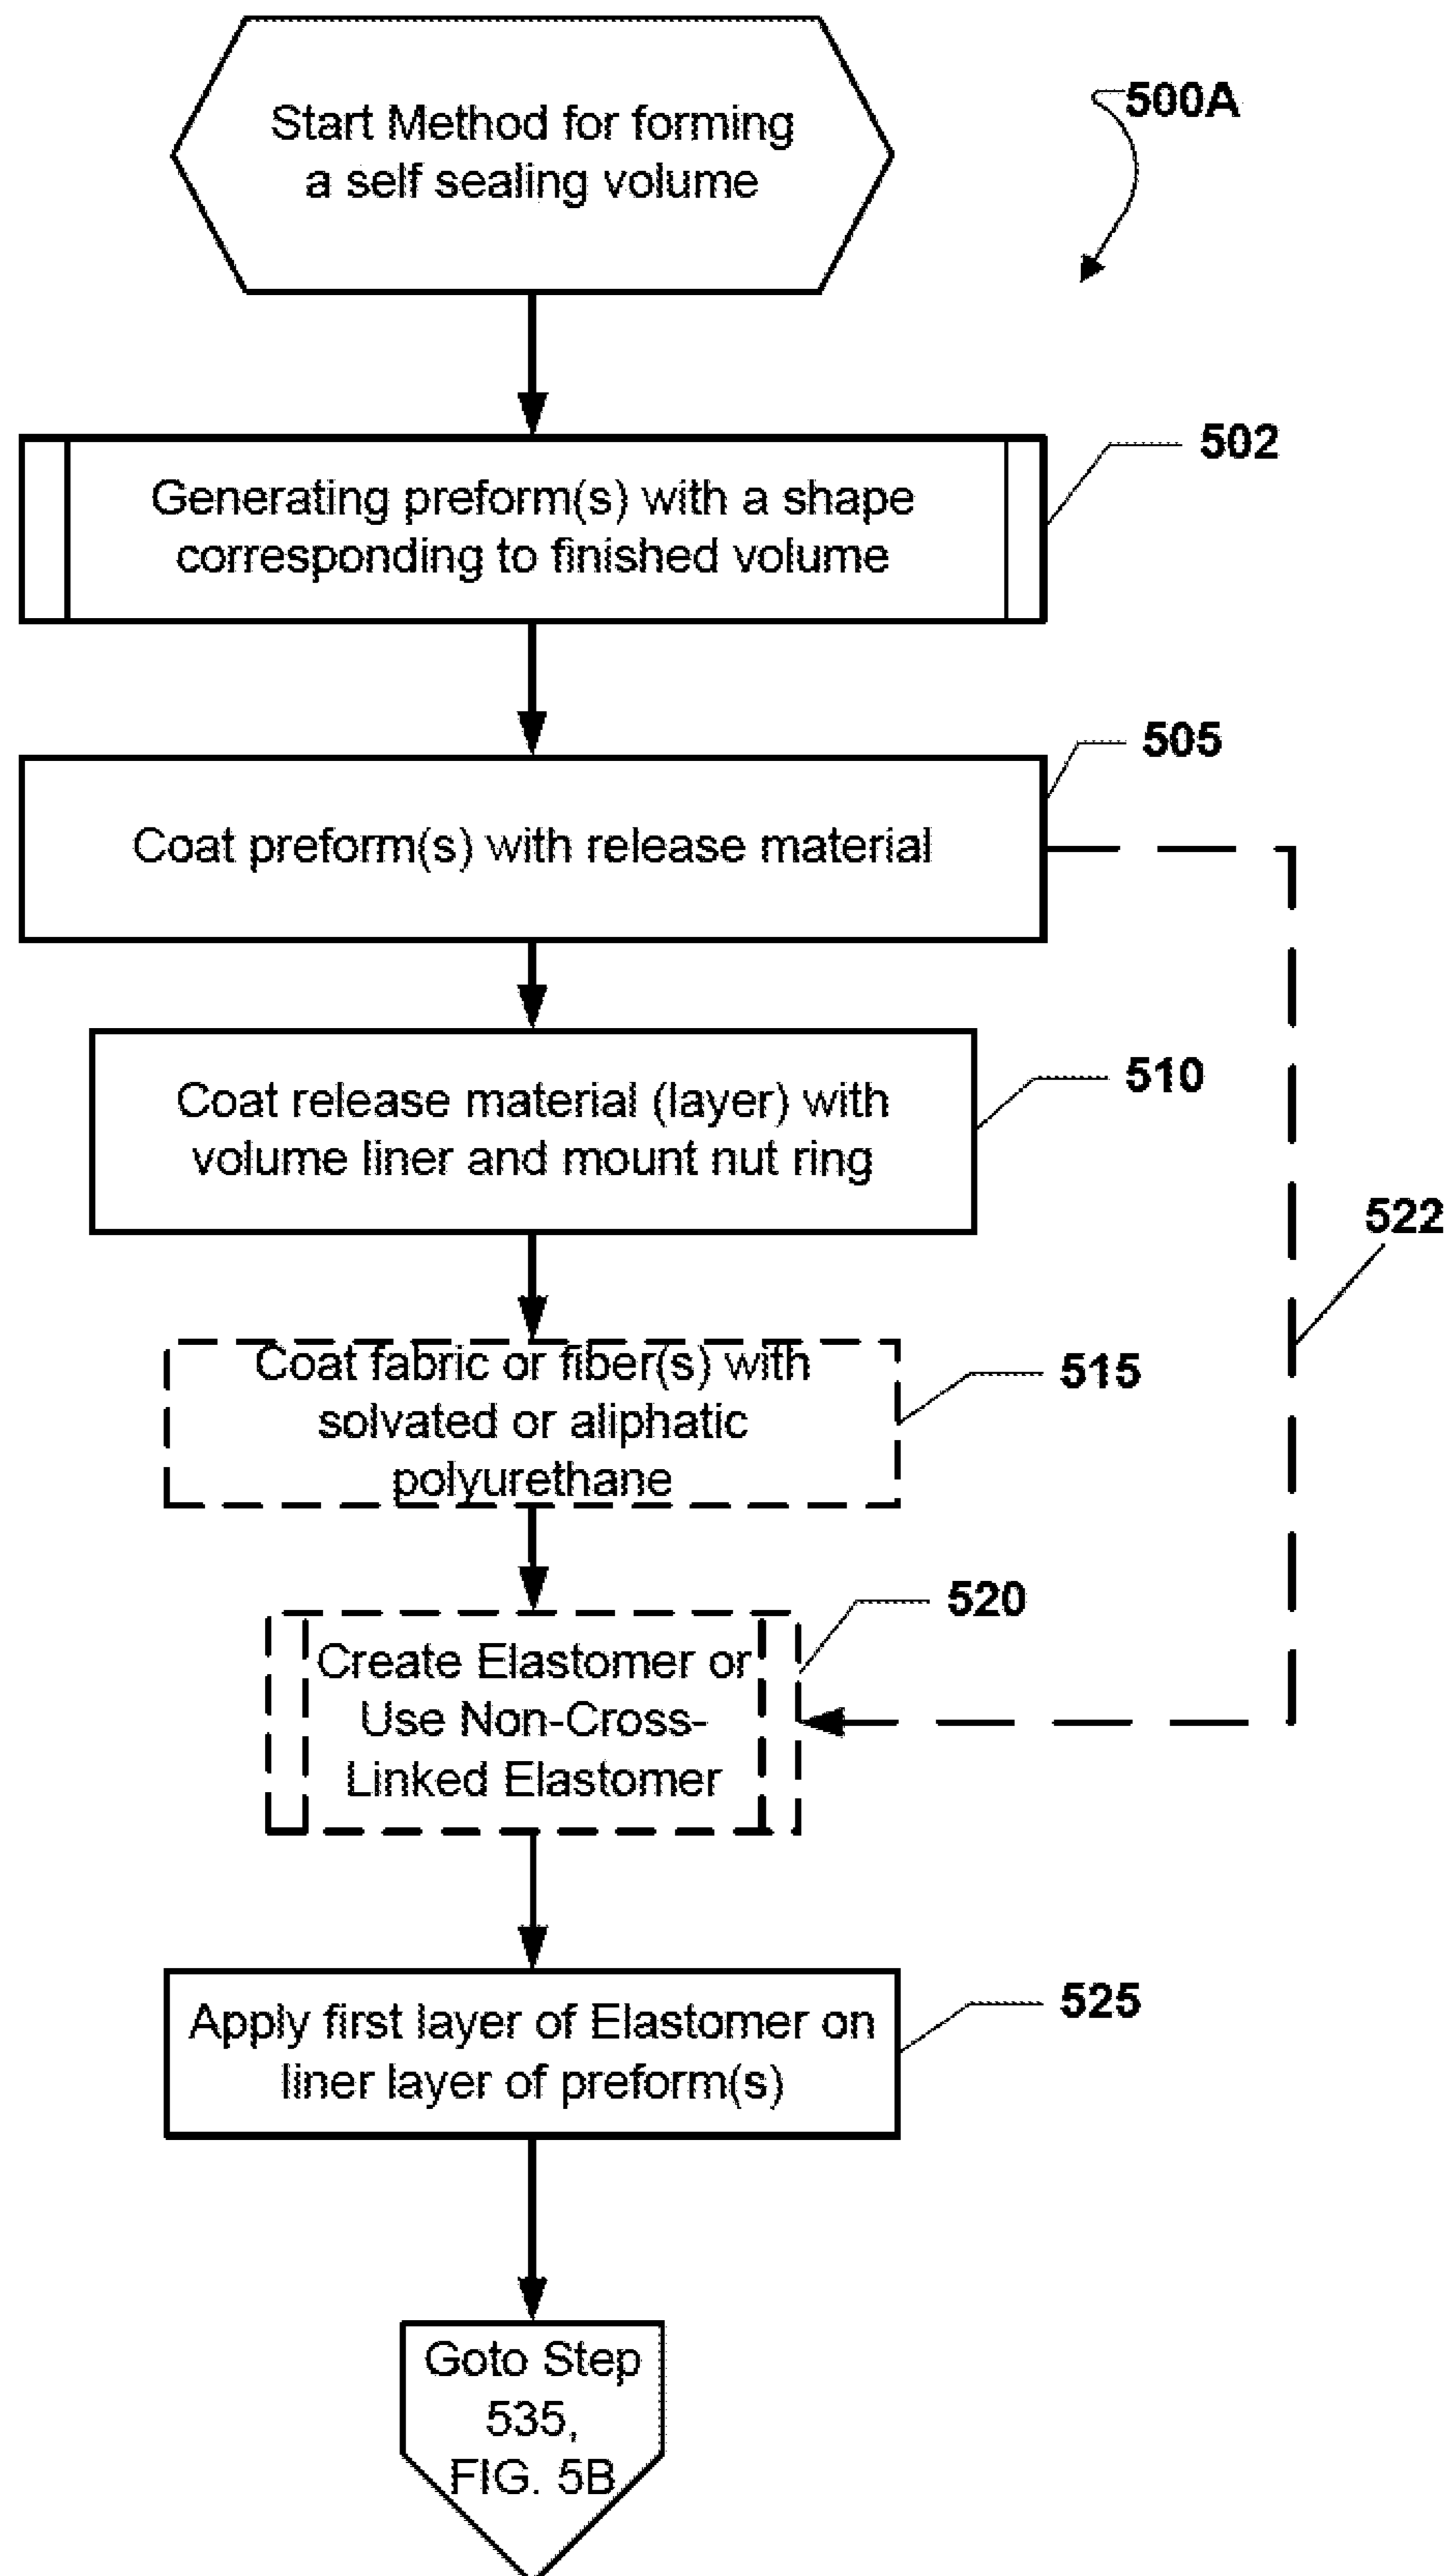 Start Method for forming
a self sealing volume
500A
Generating preform(s) with a shape
corresponding to finished volume
502
Coat preform(s) with release material
505
Coat release material (layer) with
volume liner and mount nut ring
510
522
Coat fabric or fiber(s) with
solvated or aliphatic
polyurethane
515
Create Elastomer or
Use Non-Cross-
Linked Elastomer
520
Apply first layer of Elastomer on
liner layer of preform(s)
525
Goto Step
535,
FIG. 5B